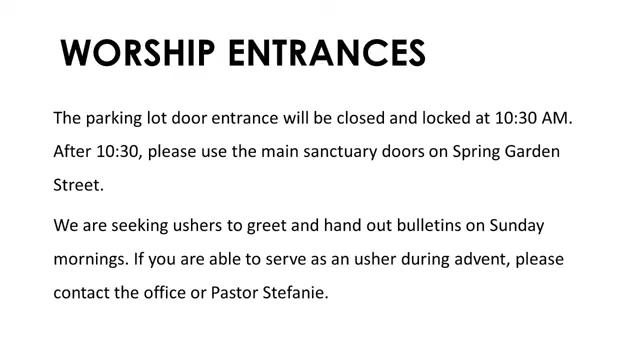 WORSHIP ENTRANCES
The parking lot door entrance will be closed and locked at 10:30 AM.
After 10:30, please use the main sanctuary doors on Spring Garden
Street.
We are seeking ushers to greet and hand out bulletins on Sunday
mornings. If you are able to serve as an usher during advent, please
contact the office or Pastor Stefanie.